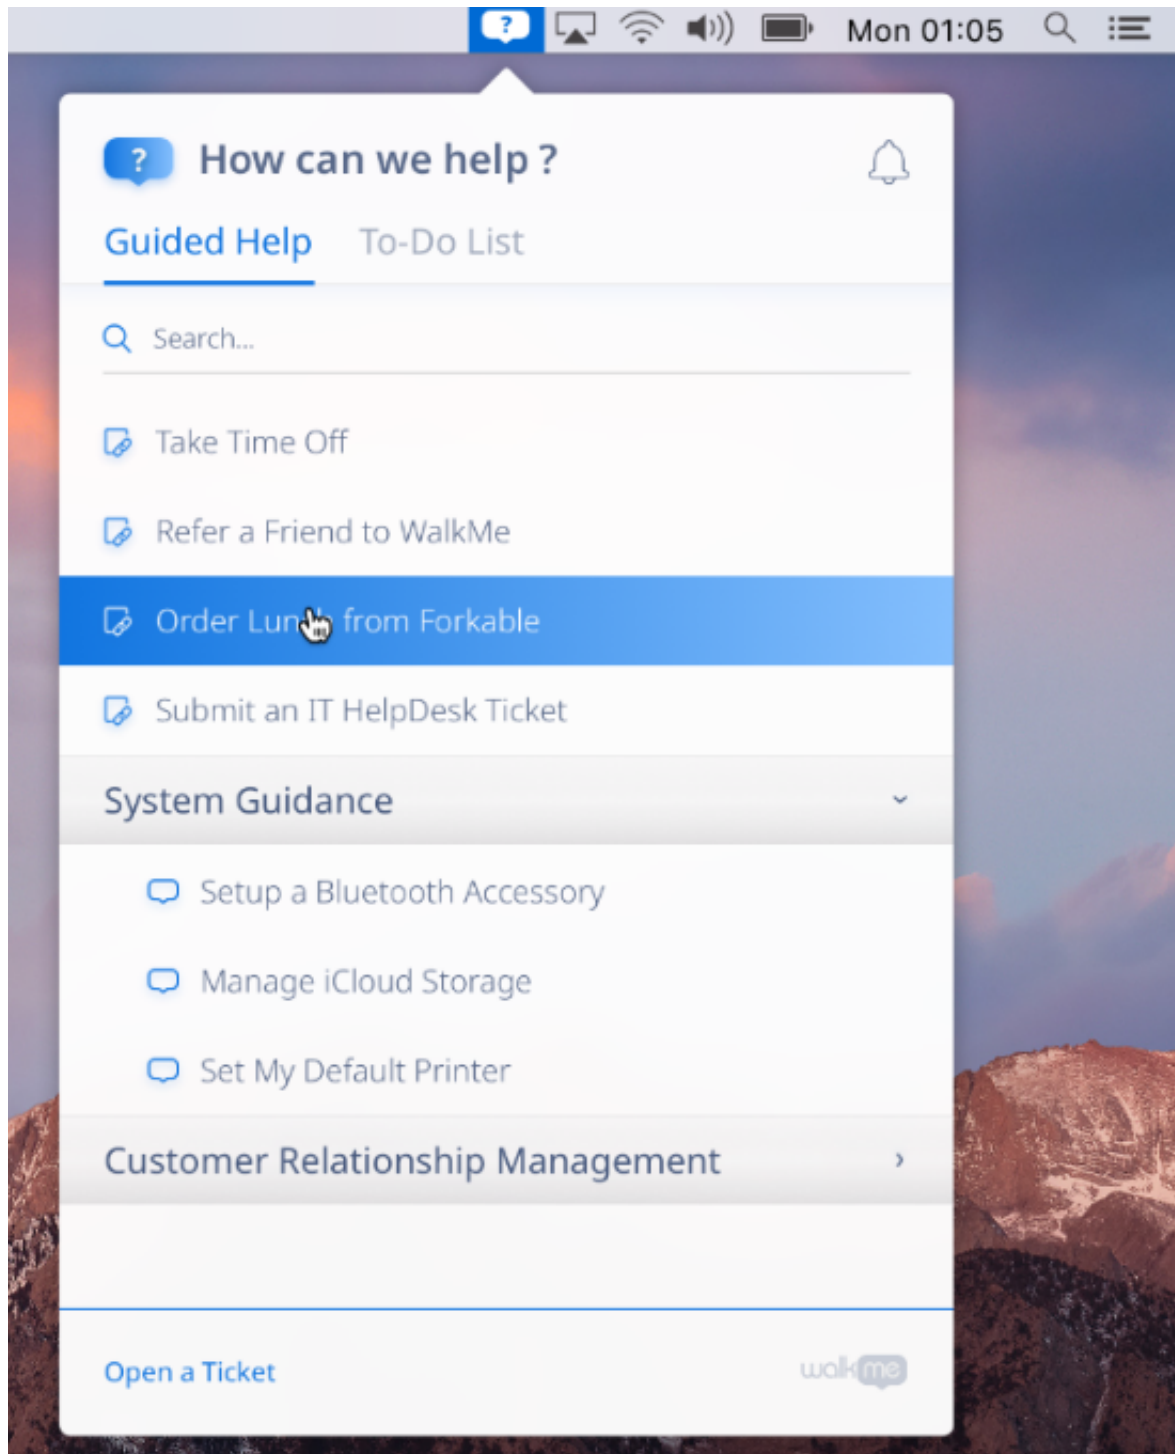 Mon 01:05
How can we help ?
Guided Help
To-Do List
Search...
Take Time Off
Refer a Friend to WalkMe
Order Lunch from Forkable
Submit an IT HelpDesk Ticket
System Guidance
Setup a Bluetooth Accessory
Manage iCloud Storage
Set My Default Printer
Customer Relationship Management
Open a Ticket
walkme